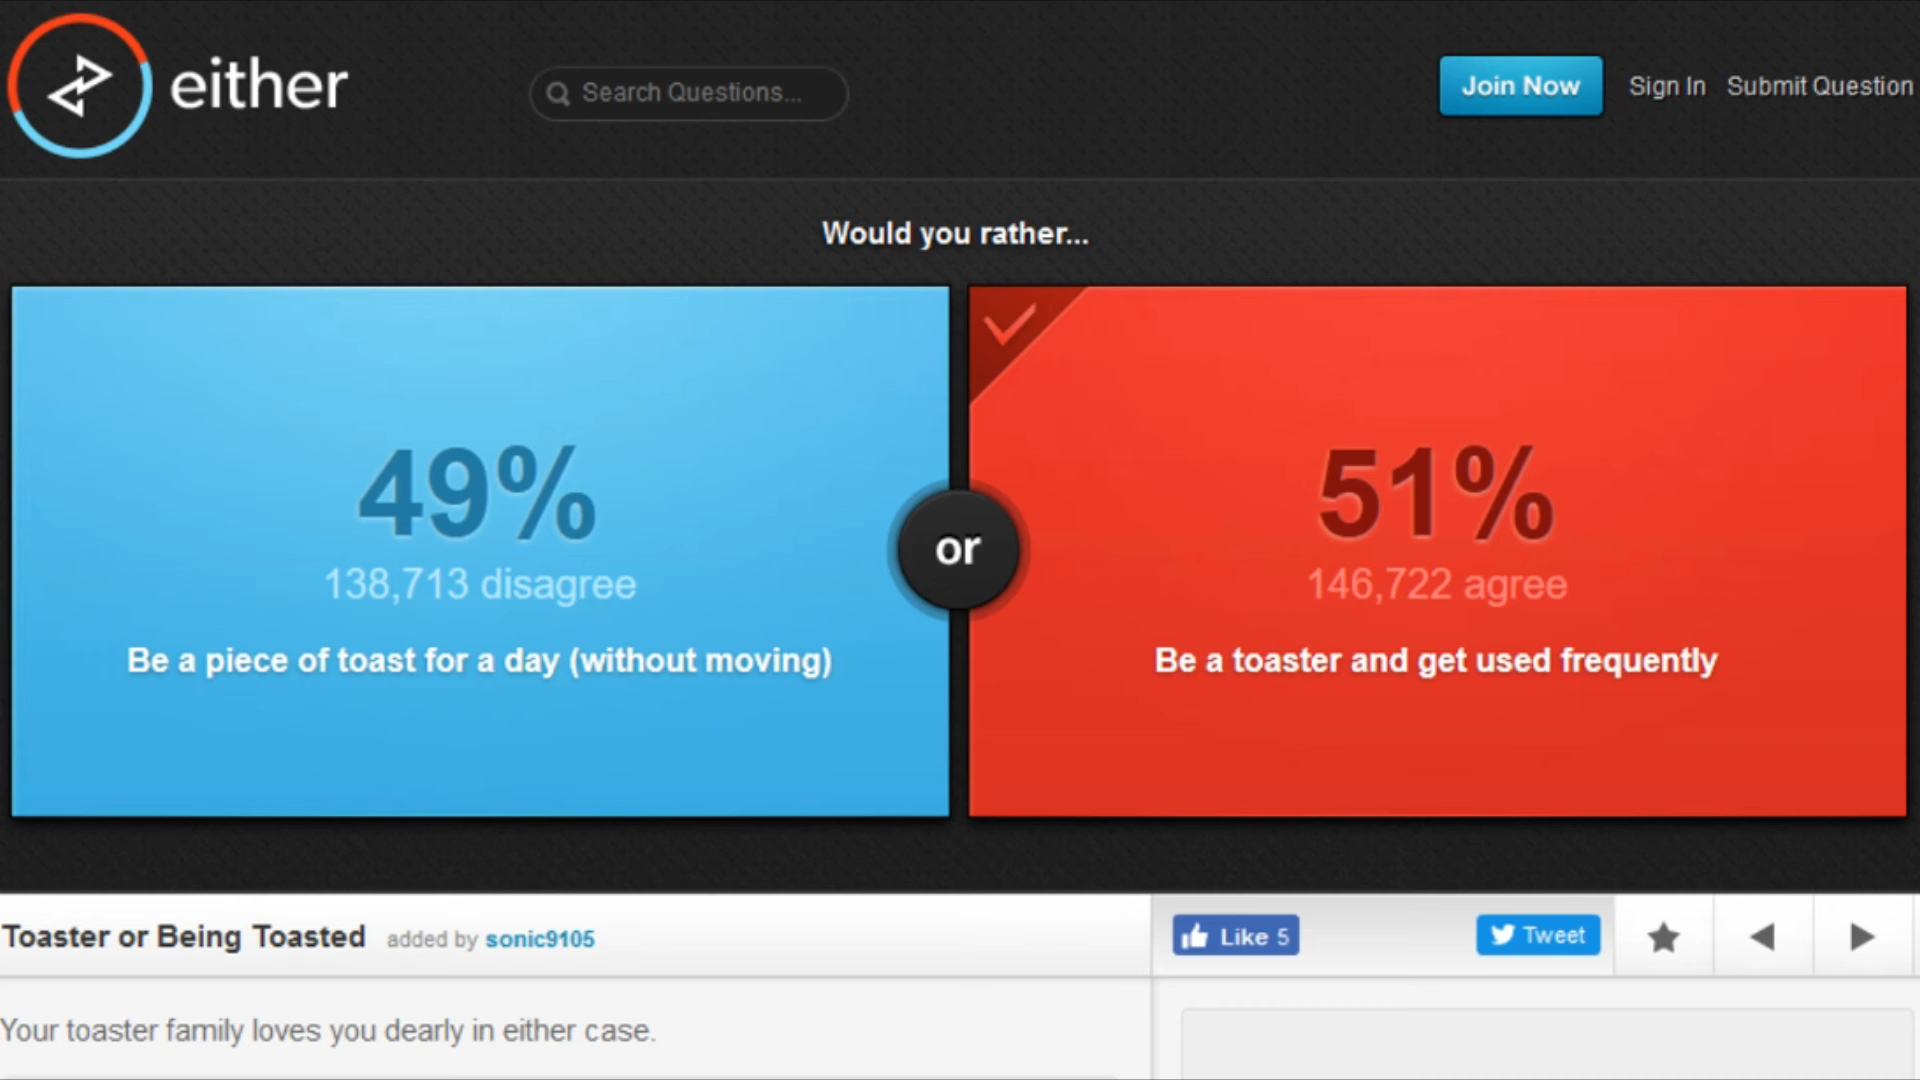 either
Search Questions...
Join Now
Sign In
Submit Question
Would you rather...
49%
138,713 disagree
Be a piece of toast for a day (without moving)
or
51%
146,722 agree
Be a toaster and get used frequently
Toaster or Being Toasted added by sonic9105
Like 5
Tweet
Your toaster family loves you dearly in either case.